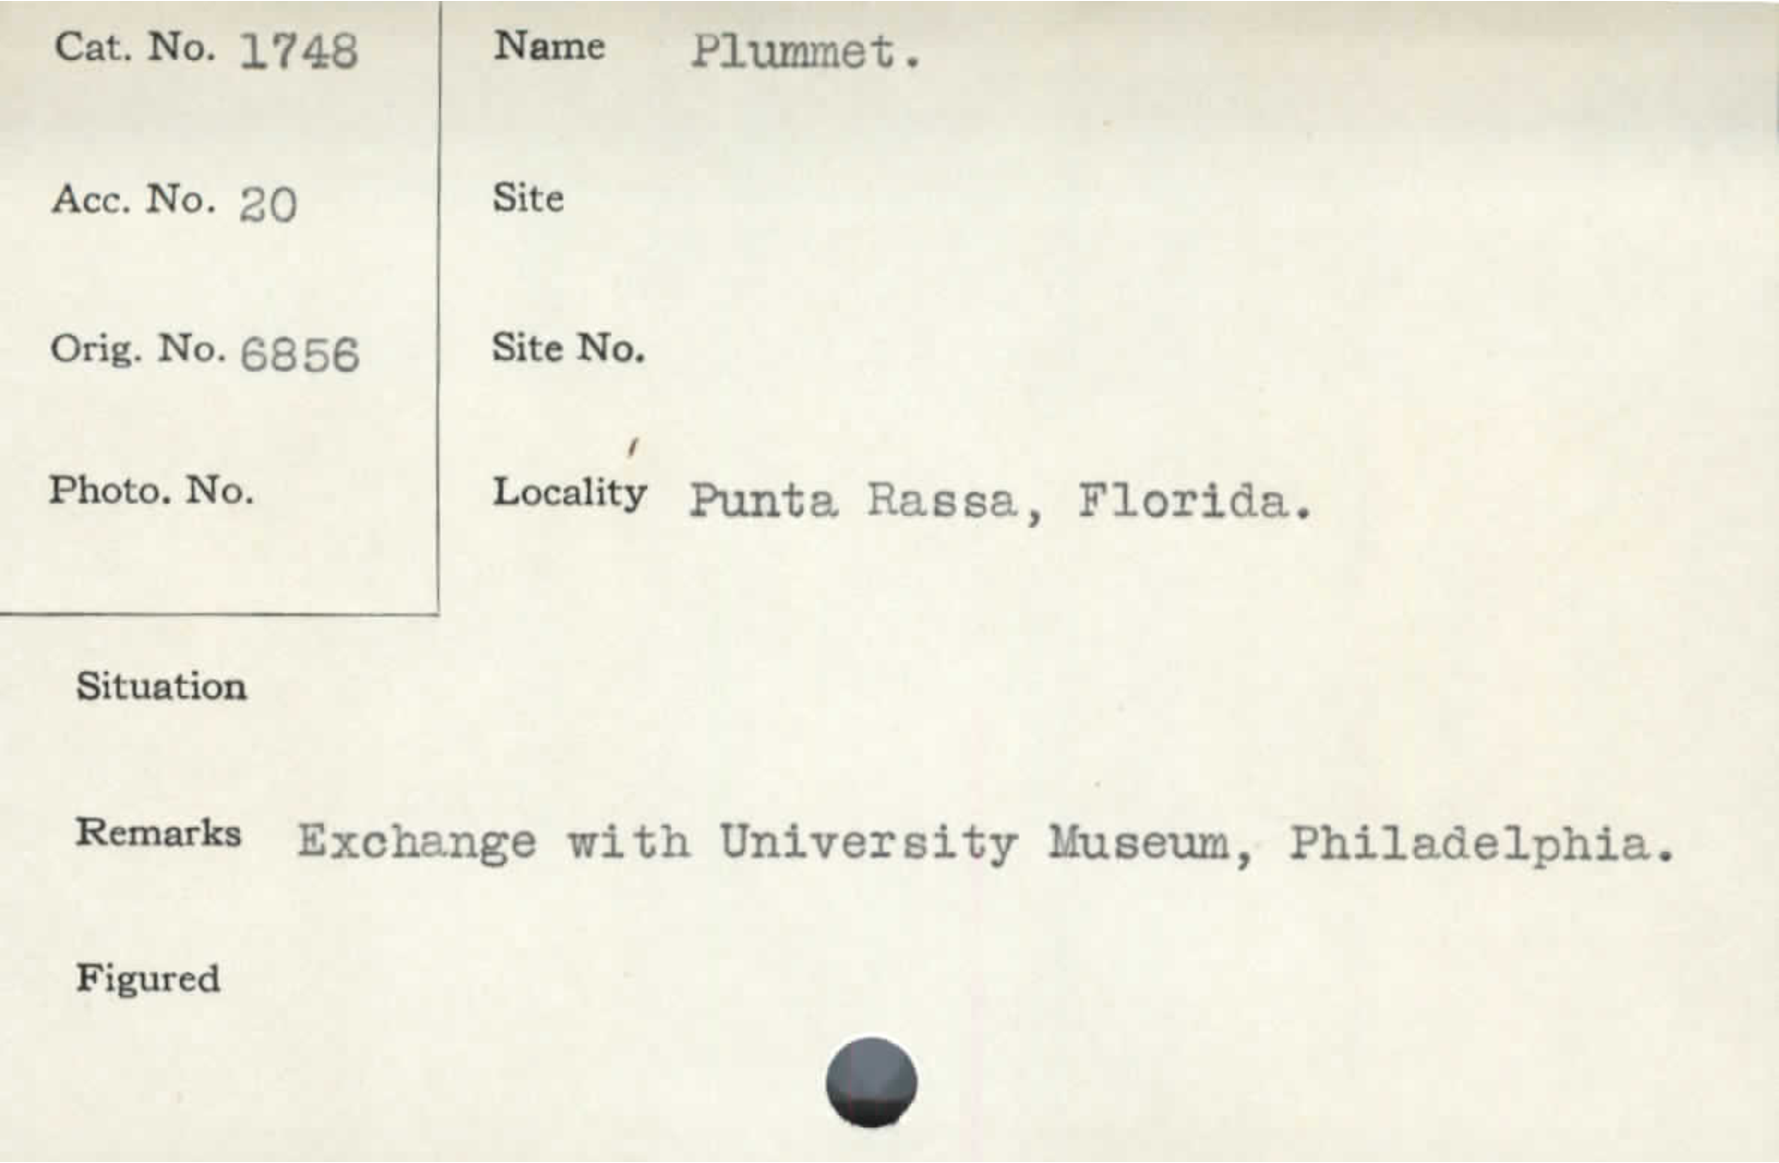 Cat. No. 1748
Name Plummet.
Acc. No. 20
Site
Orig. No. 6856
Site No.
Photo. No.
Locality Punta Rassa, Florida.
Situation
Remarks Exchange with University Museum, Philadelphia.
Figured